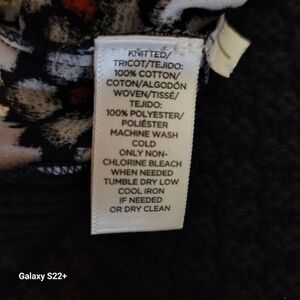 KNITTED/
TRICOT/TEJIDO:
100% COTTON/
COTON/ALGODÓN
WOVEN/TISSÉ/
TEJIDO:
100% POLYESTER/
POLIÉSTER
MACHINE WASH
COLD
ONLY NON-
CHLORINE BLEACH
WHEN NEEDED
TUMBLE DRY LOW
COOL IRON
IF NEEDED
OR DRY CLEAN
Galaxy S22+